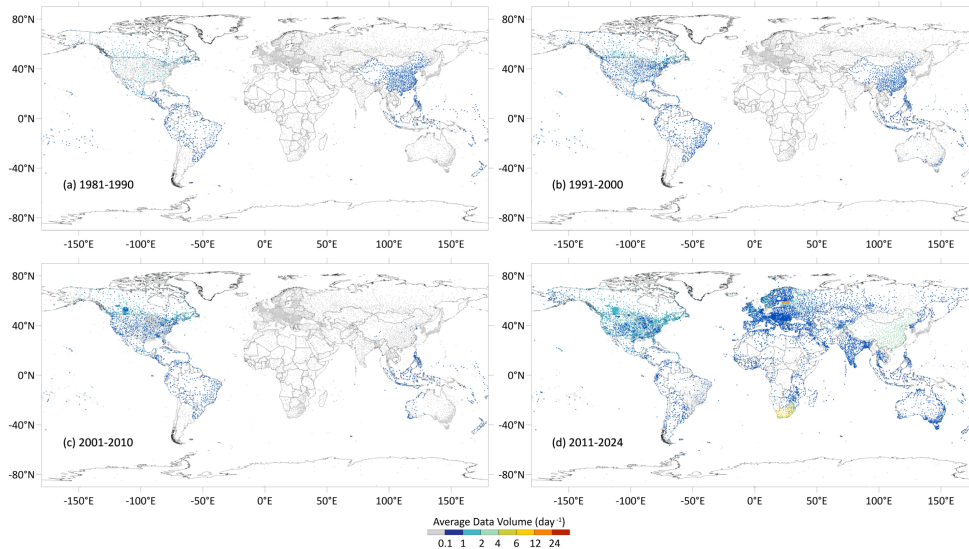 80°N
40°N
0°N
-40°N
-80°N
(a) 1981-1990
-150°E -100°E -50°E 0°E 50°E 100°E 150°E
80°N
40°N
0°N
-40°N
-80°N
(b) 1991-2000
-150°E -100°E -50°E 0°E 50°E 100°E 150°E
80°N
40°N
0°N
-40°N
-80°N
(c) 2001-2010
-150°E -100°E -50°E 0°E 50°E 100°E 150°E
80°N
40°N
0°N
-40°N
-80°N
(d) 2011-2024
-150°E -100°E -50°E 0°E 50°E 100°E 150°E
Average Data Volume (day⁻¹)
0.1 1 2 4 6 12 24